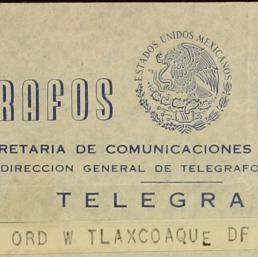 ESTADOS UNIDOS MEXICANOS
RAFOS
RETARIA DE COMUNICACIONES
DIRECCION GENERAL DE TELEGRAFO
TELEGRA
ORD W TLAXCOAQUE DF